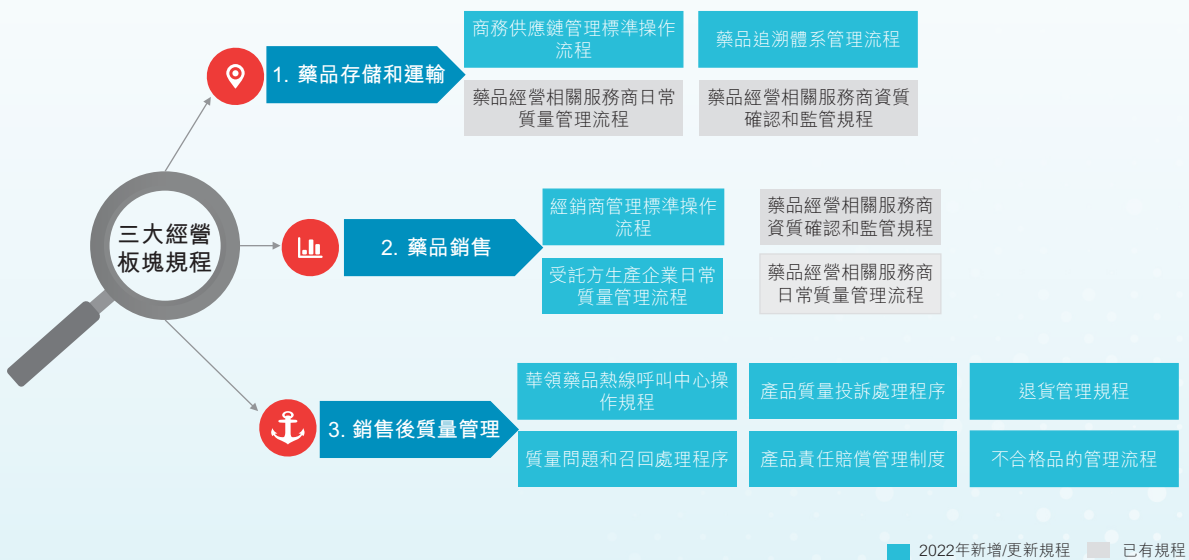 三大經營
板塊規程
1. 藥品存儲和運輸
商務供應鏈管理標準操作
流程
藥品追溯體系管理流程
藥品經營相關服務商日常
質量管理流程
藥品經營相關服務商資質
確認和監管規程
2. 藥品銷售
經銷商管理標準操作
流程
藥品經營相關服務商
資質確認和監管規程
受託方生產企業日常
質量管理流程
藥品經營相關服務商
日常質量管理流程
3. 銷售後質量管理
華領藥品熱線呼叫中心操
作規程
產品質量投訴處理程序
退貨管理規程
質量問題和召回處理程序
產品責任賠償管理制度
不合格品的管理流程
2022年新增/更新規程
已有規程